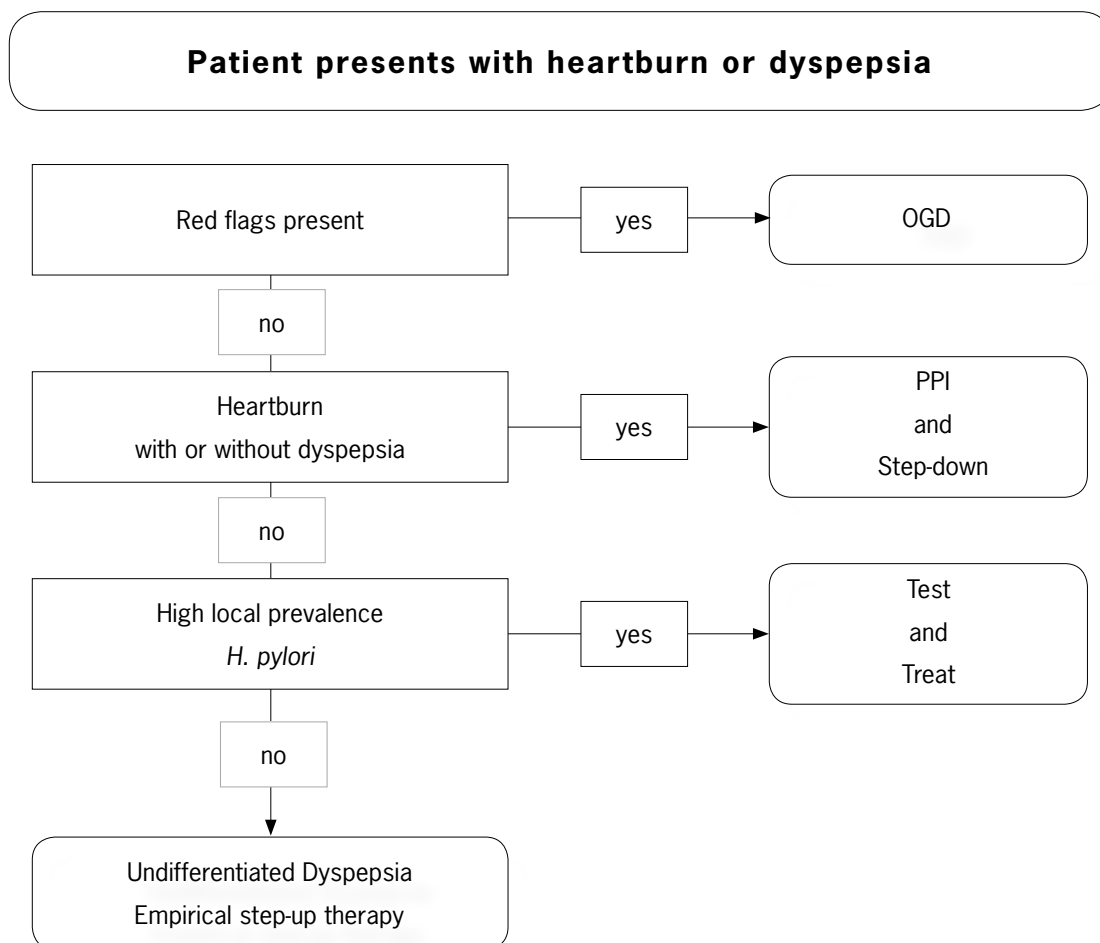 Patient presents with heartburn or dyspepsia
Red flags present
yes
OGD
no
Heartburn
with or without dyspepsia
yes
PPI
and
Step-down
no
High local prevalence
H. pylori
yes
Test
and
Treat
no
Undifferentiated Dyspepsia
Empirical step-up therapy